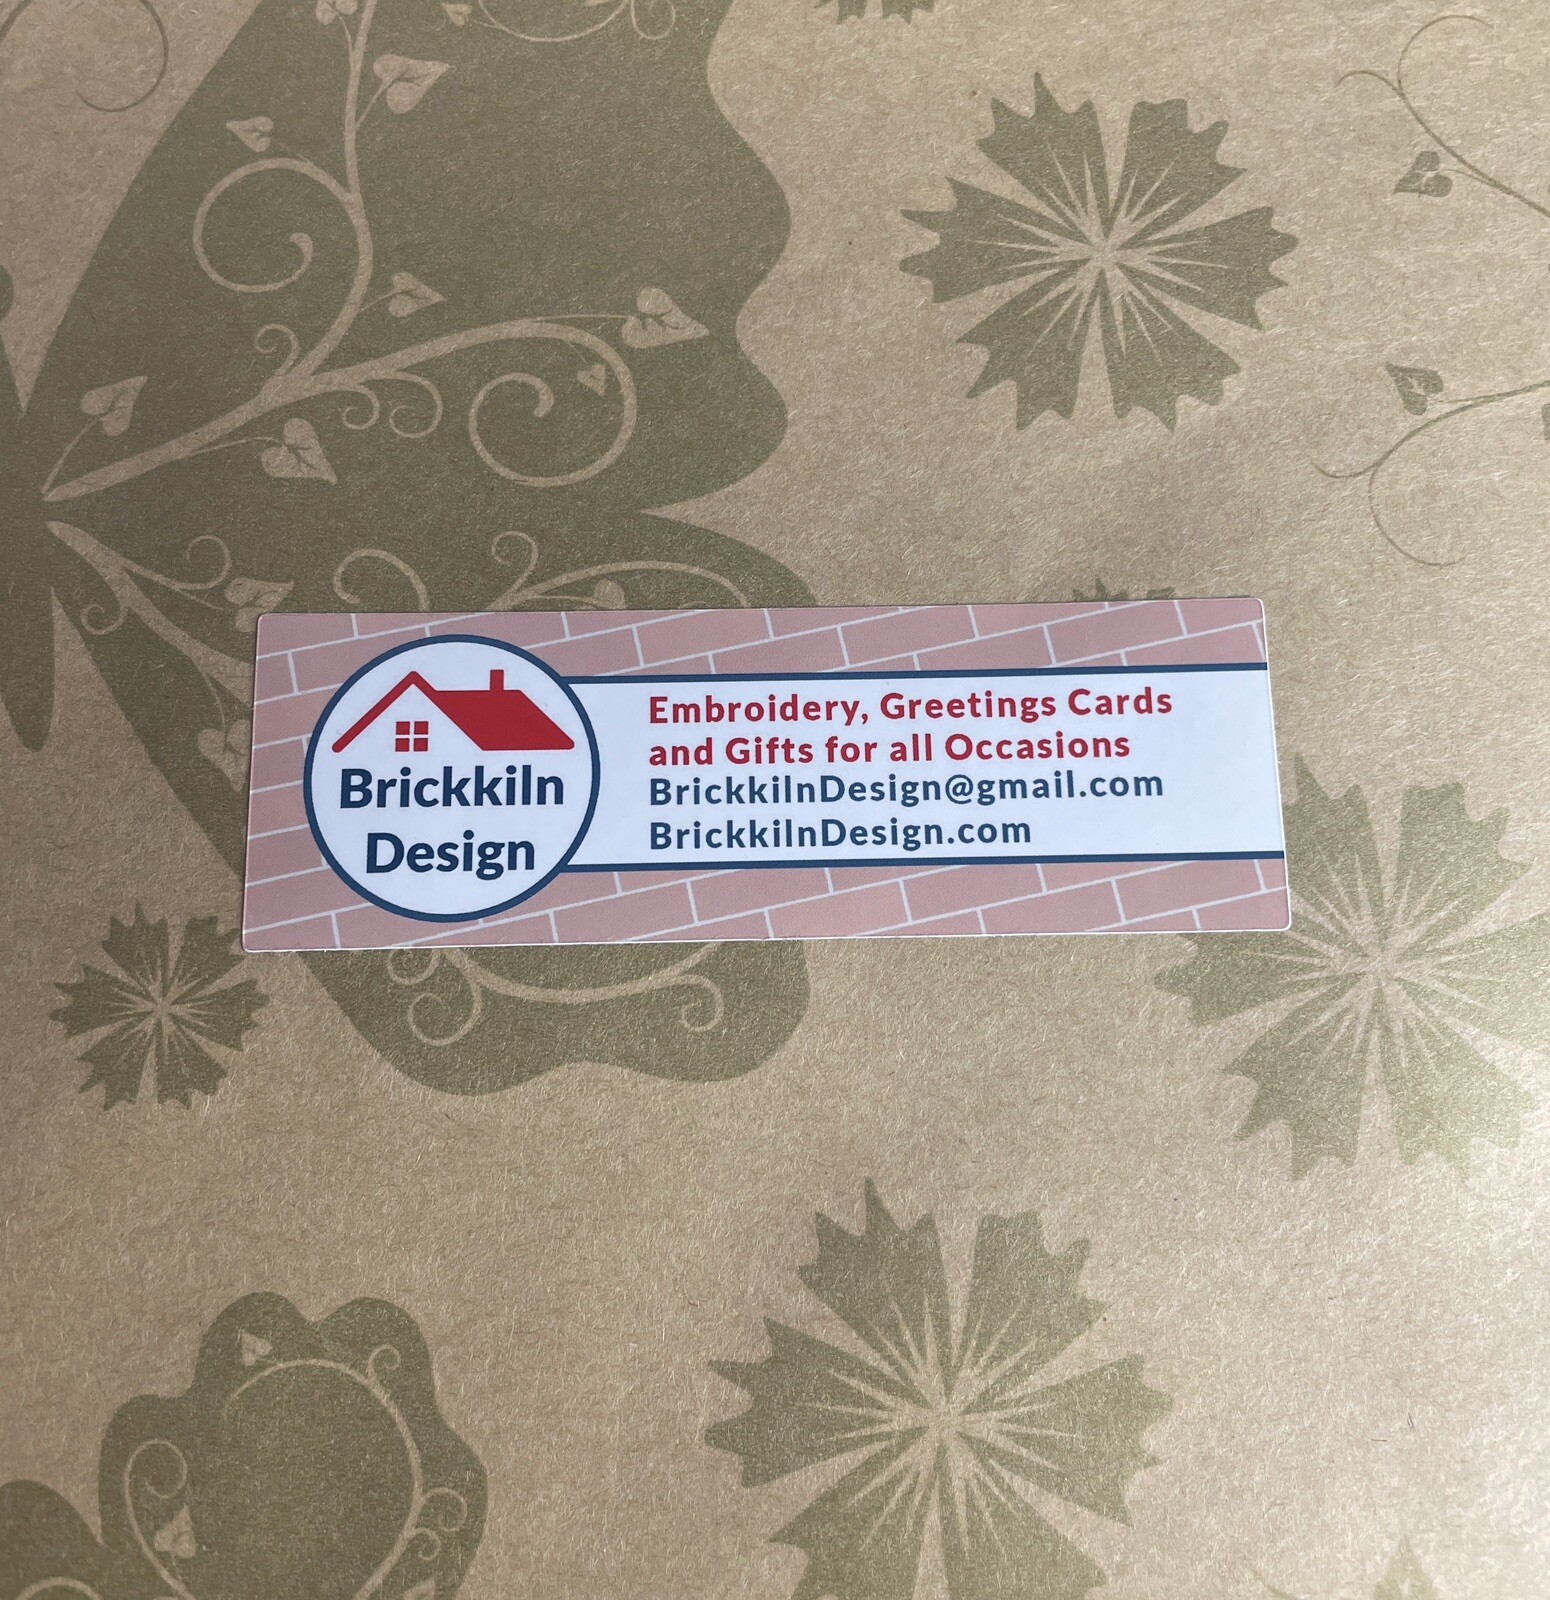 Brickkiln
Design
Embroidery, Greetings Cards
and Gifts for all Occasions
BrickkilnDesign@gmail.com
BrickkilnDesign.com